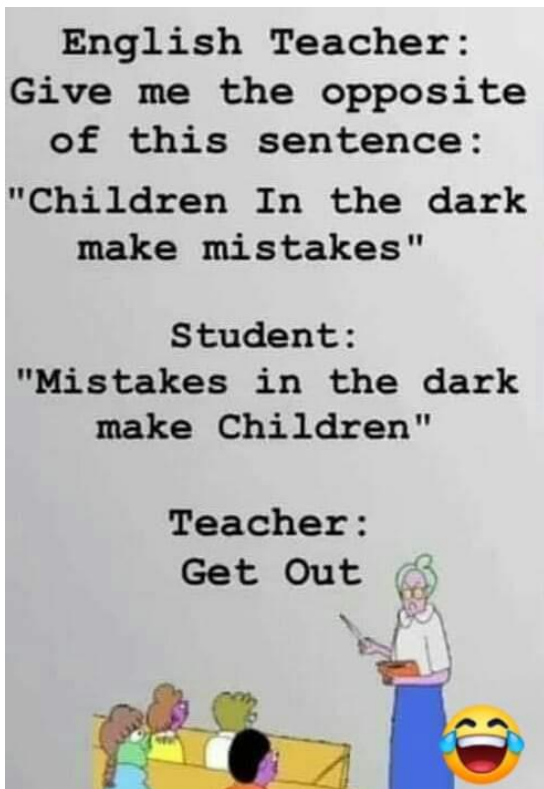 English Teacher:
Give me the opposite
of this sentence:
"Children In the dark
make mistakes"
Student:
"Mistakes in the dark
make Children"
Teacher:
Get Out